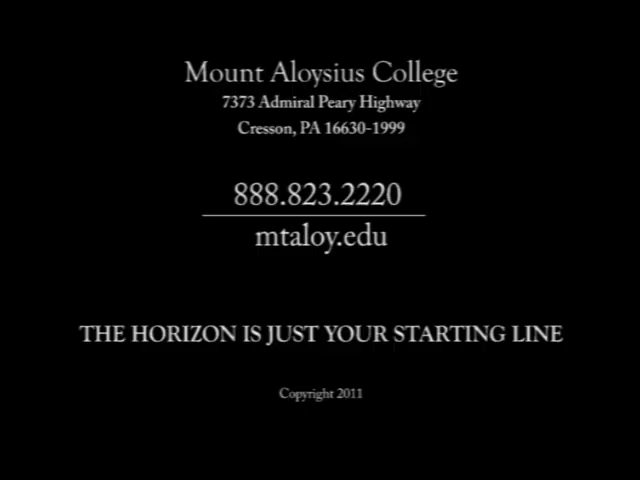 Mount Aloysius College
7373 Admiral Peary Highway
Cresson, PA 16630-1999
888.823.2220
mtaloy.edu
THE HORIZON IS JUST YOUR STARTING LINE
Copyright 2011